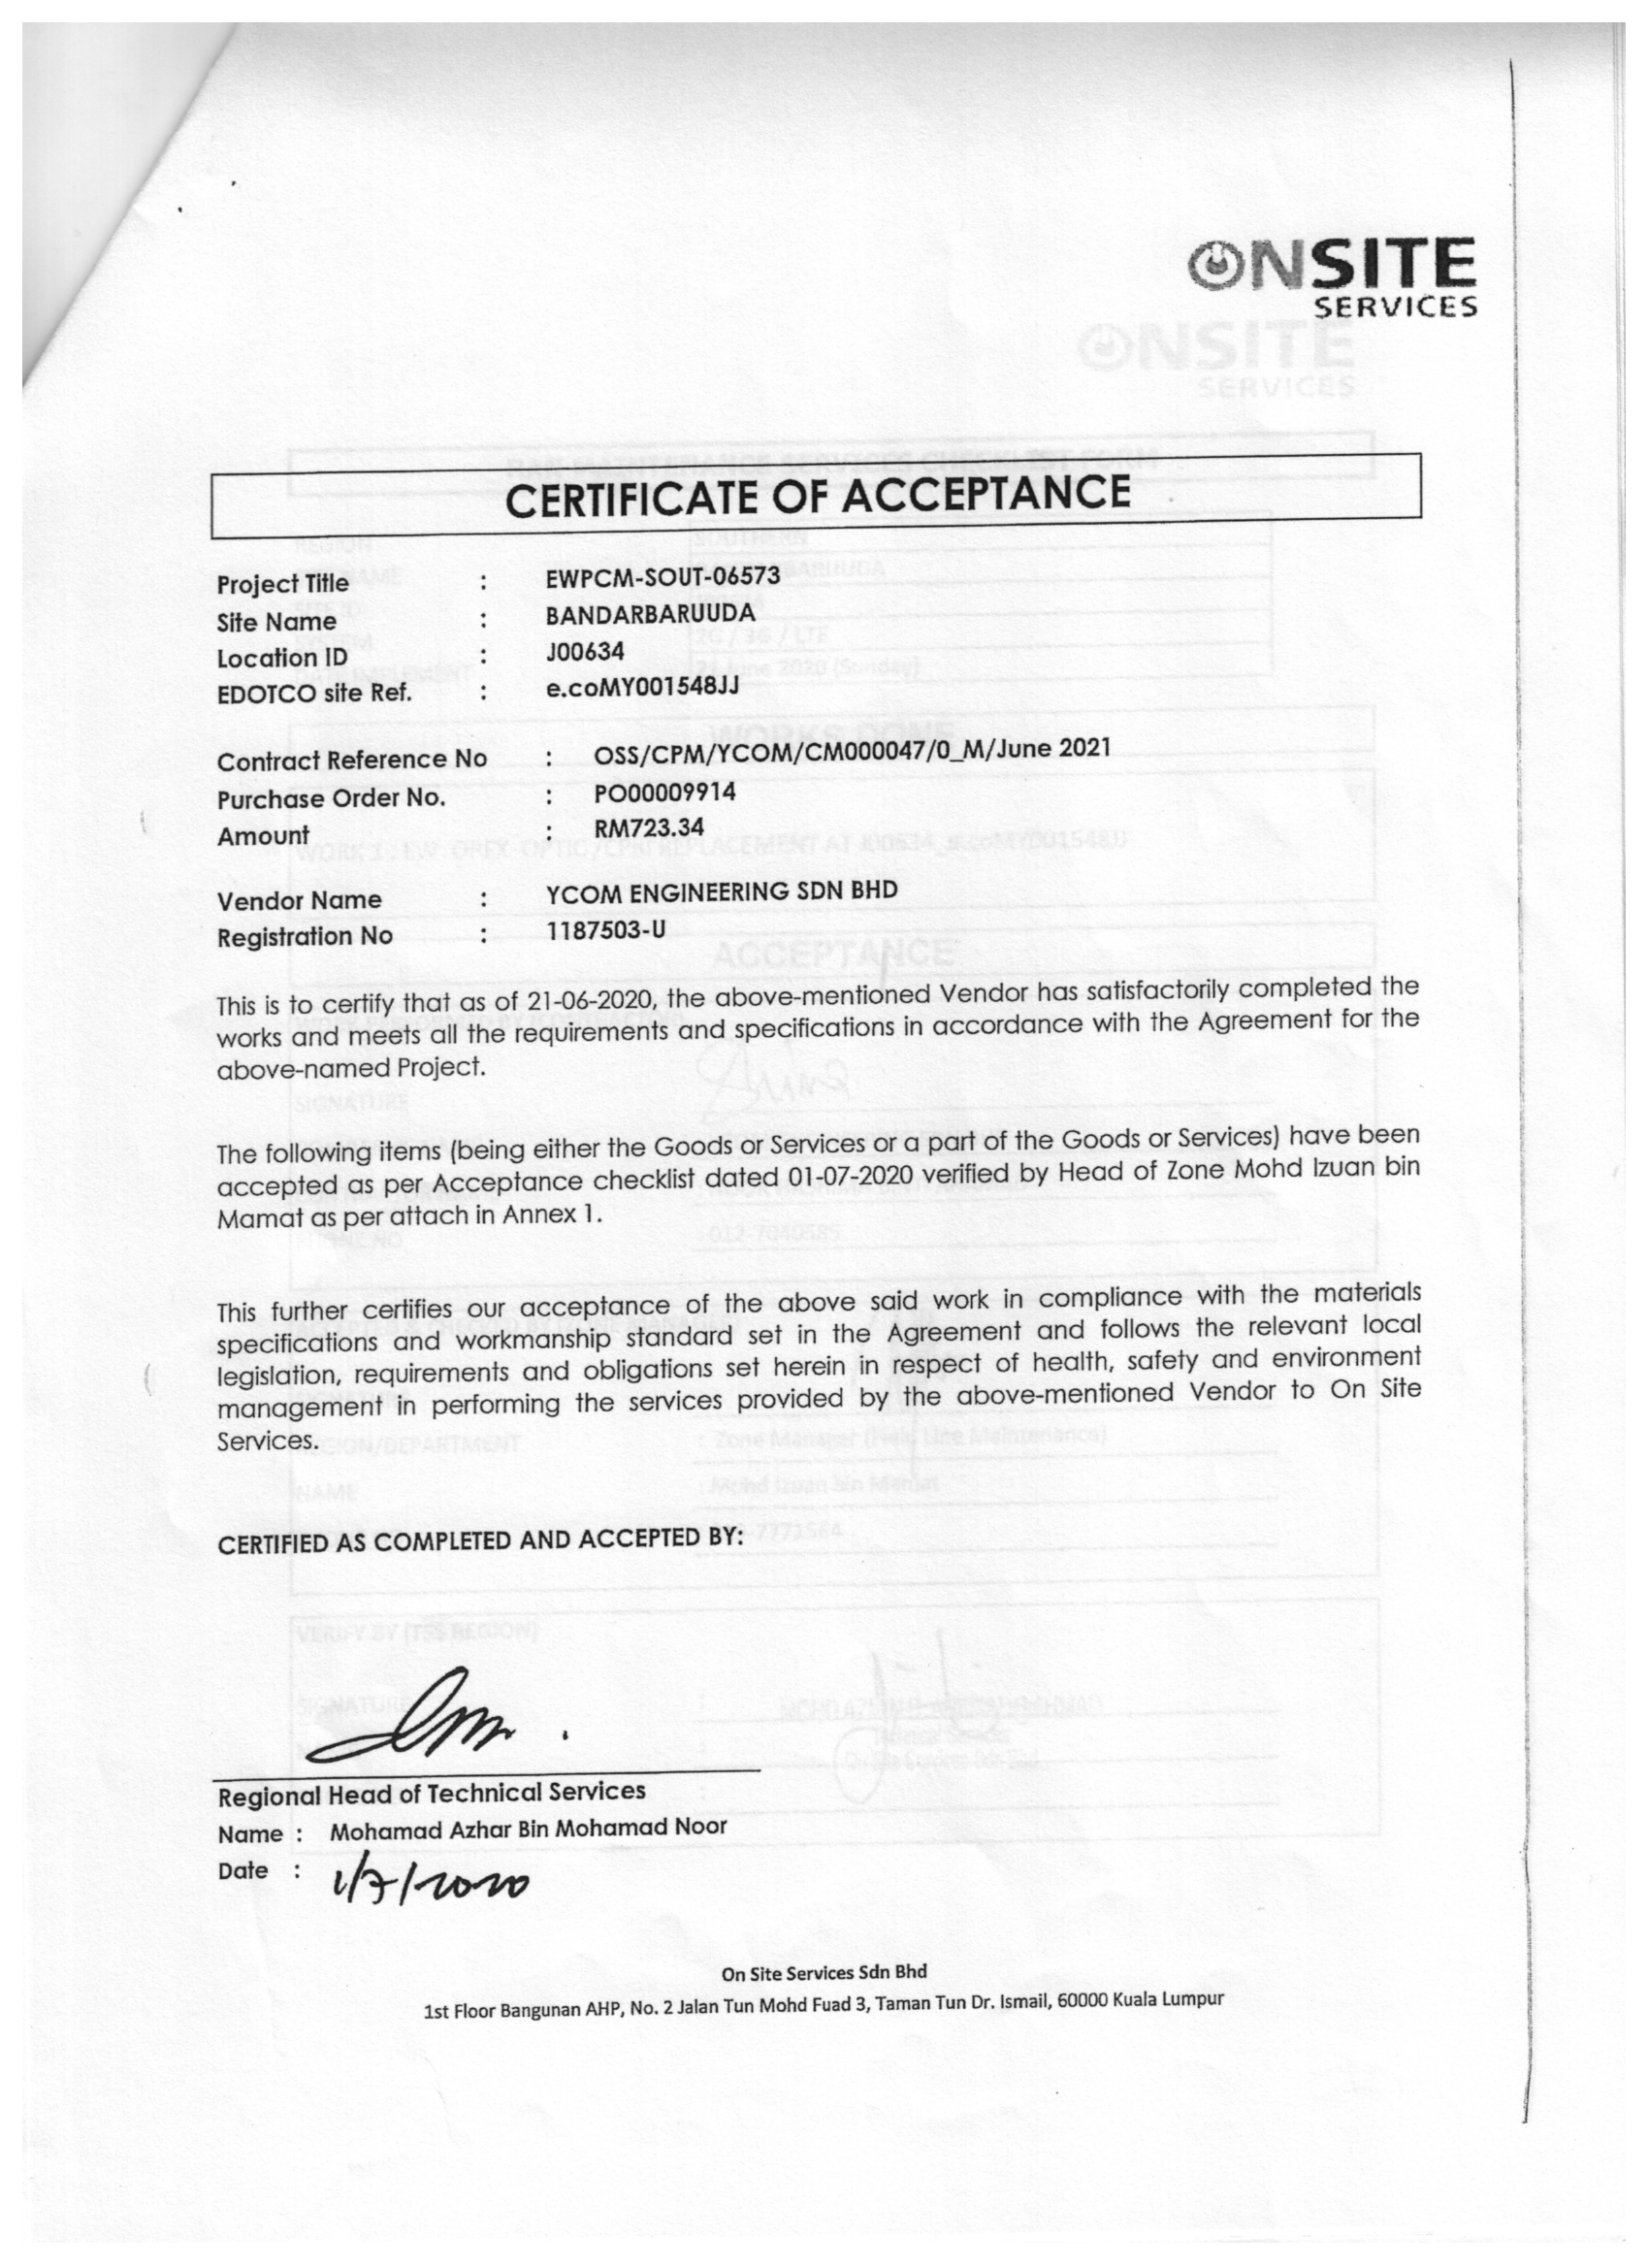 ONSITE
SERVICES
CERTIFICATE OF ACCEPTANCE
Project Title : EWPCM-SOUT-06573
Site Name : BANDARBARUUDA
Location ID : J00634
EDOTCO site Ref. : e.coMY001548JJ
Contract Reference No : OSS/CPM/YCOM/CM000047/0_M/June 2021
Purchase Order No. : PO00009914
Amount : RM723.34
Vendor Name : YCOM ENGINEERING SDN BHD
Registration No : 1187503-U
This is to certify that as of 21-06-2020, the above-mentioned Vendor has satisfactorily completed the
works and meets all the requirements and specifications in accordance with the Agreement for the
above-named Project.
The following items (being either the Goods or Services or a part of the Goods or Services) have been
accepted as per Acceptance checklist dated 01-07-2020 verified by Head of Zone Mohd Izuan bin
Mamat as per attach in Annex 1.
This further certifies our acceptance of the above said work in compliance with the materials
specifications and workmanship standard set in the Agreement and follows the relevant local
legislation, requirements and obligations set herein in respect of health, safety and environment
management in performing the services provided by the above-mentioned Vendor to On Site
Services.
CERTIFIED AS COMPLETED AND ACCEPTED BY:
Regional Head of Technical Services
Name : Mohamad Azhar Bin Mohamad Noor
Date : 1/7/2020
On Site Services Sdn Bhd
1st Floor Bangunan AHP, No. 2 Jalan Tun Mohd Fuad 3, Taman Tun Dr. Ismail, 60000 Kuala Lumpur